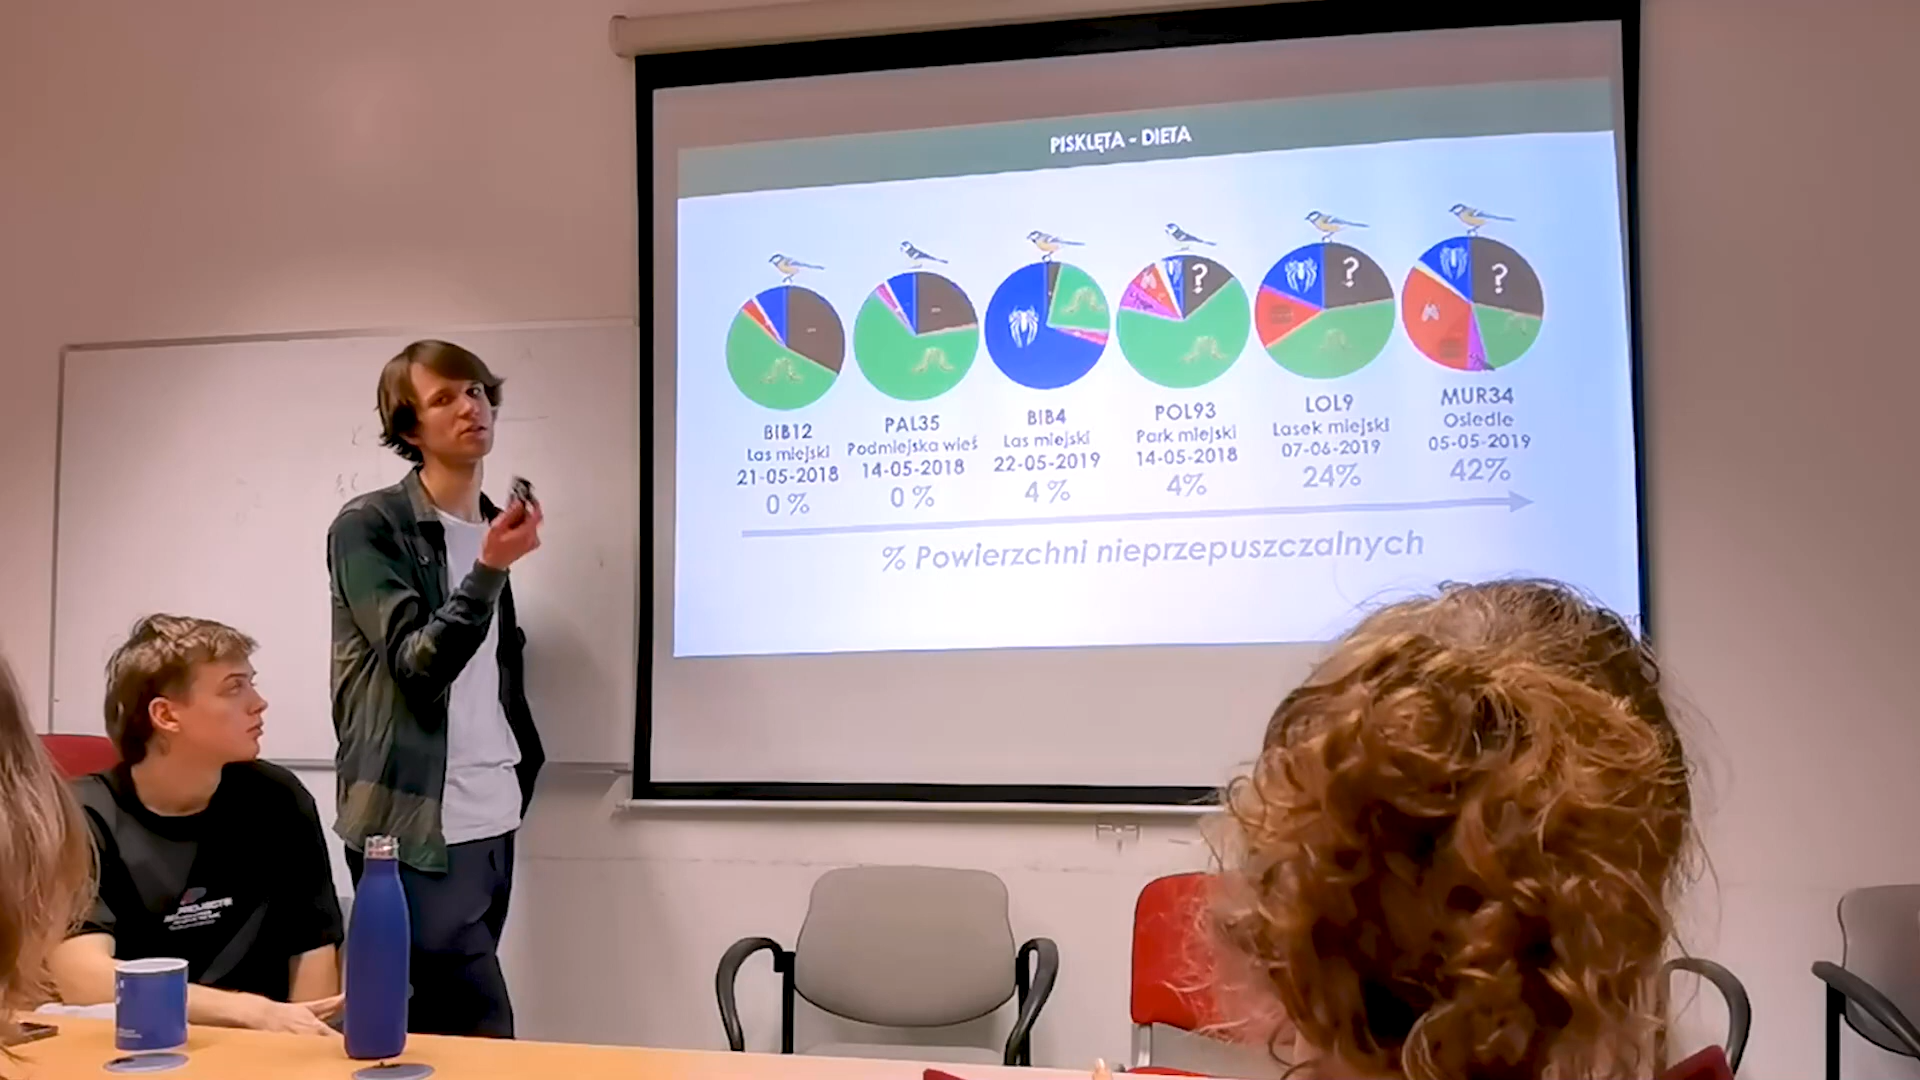 PISKLĘTA - DIETA
?
?
?
BIB12
Las miejski
21-05-2018
0 %
PAL35
Podmiejska wieś
14-05-2018
0 %
BIB4
Las miejski
22-05-2019
4 %
POL93
Park miejski
14-05-2018
4%
LOL9
Lasek miejski
07-06-2019
24%
MUR34
Osiedle
05-05-2019
42%
% Powierzchni nieprzepuszczalnych